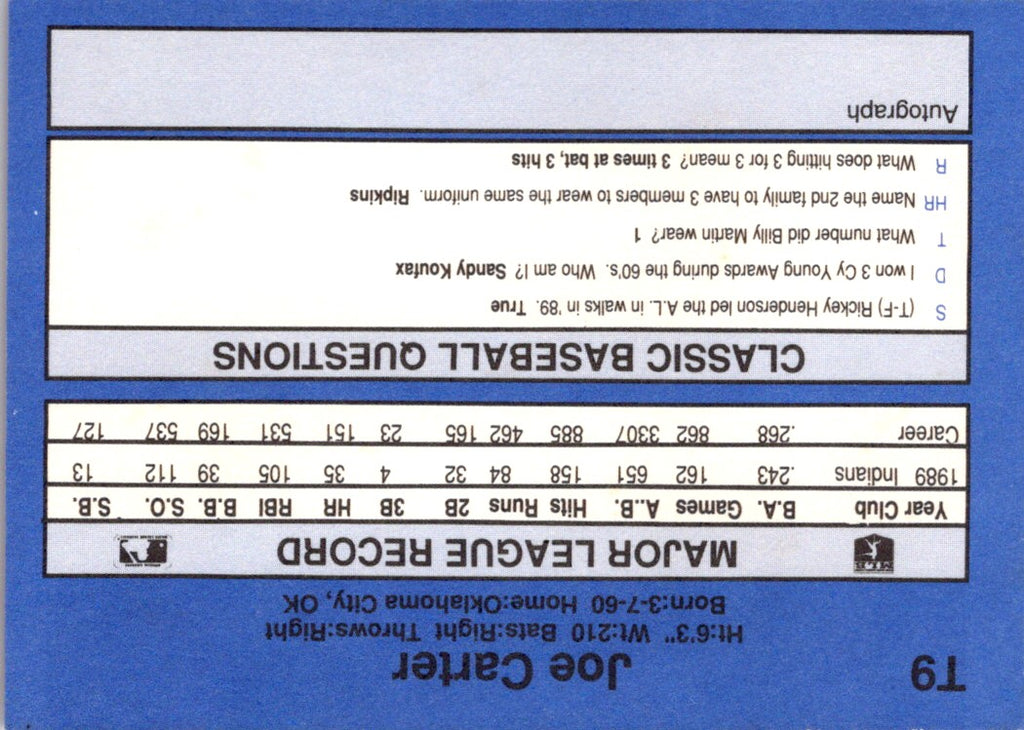 T9
Joe Carter
Ht:6'3" Wt:210 Bats:Right Throws:Right
Born:3-7-60 Home:Oklahoma City, OK
MAJOR LEAGUE RECORD
Year Club B.A. Games A..B. Hits Runs 2B 3B HR RBI B.B. S.O. S.B.
1989 Indians .243 162 651 158 84 32 4 35 105 39 112 13
Career .268 862 3307 885 462 165 23 151 531 169 537 127
CLASSIC BASEBALL QUESTIONS
S (T-F) Rickey Henderson led the A.L. in walks in '89. True
D I won 3 Cy Young Awards during the 60's. Who am I? Sandy Koufax
T What number did Billy Martin wear? 1
HR Name the 2nd family to have 3 members to wear the same uniform. Ripkins
R What does hitting 3 for 3 mean? 3 times at bat, 3 hits
Autograph